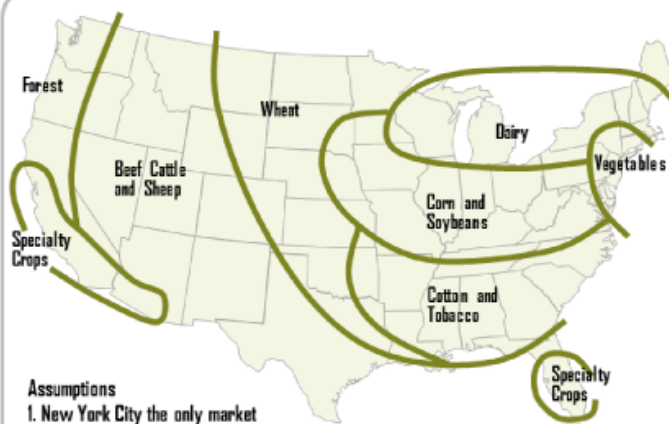 Forest
Wheat
Dairy
Beef Cattle
and Sheep
Vegetables
Corn and
Soybeans
Specialty
Crops
Cotton and
Tobacco
Specialty
Crops
Assumptions
1. New York City the only market